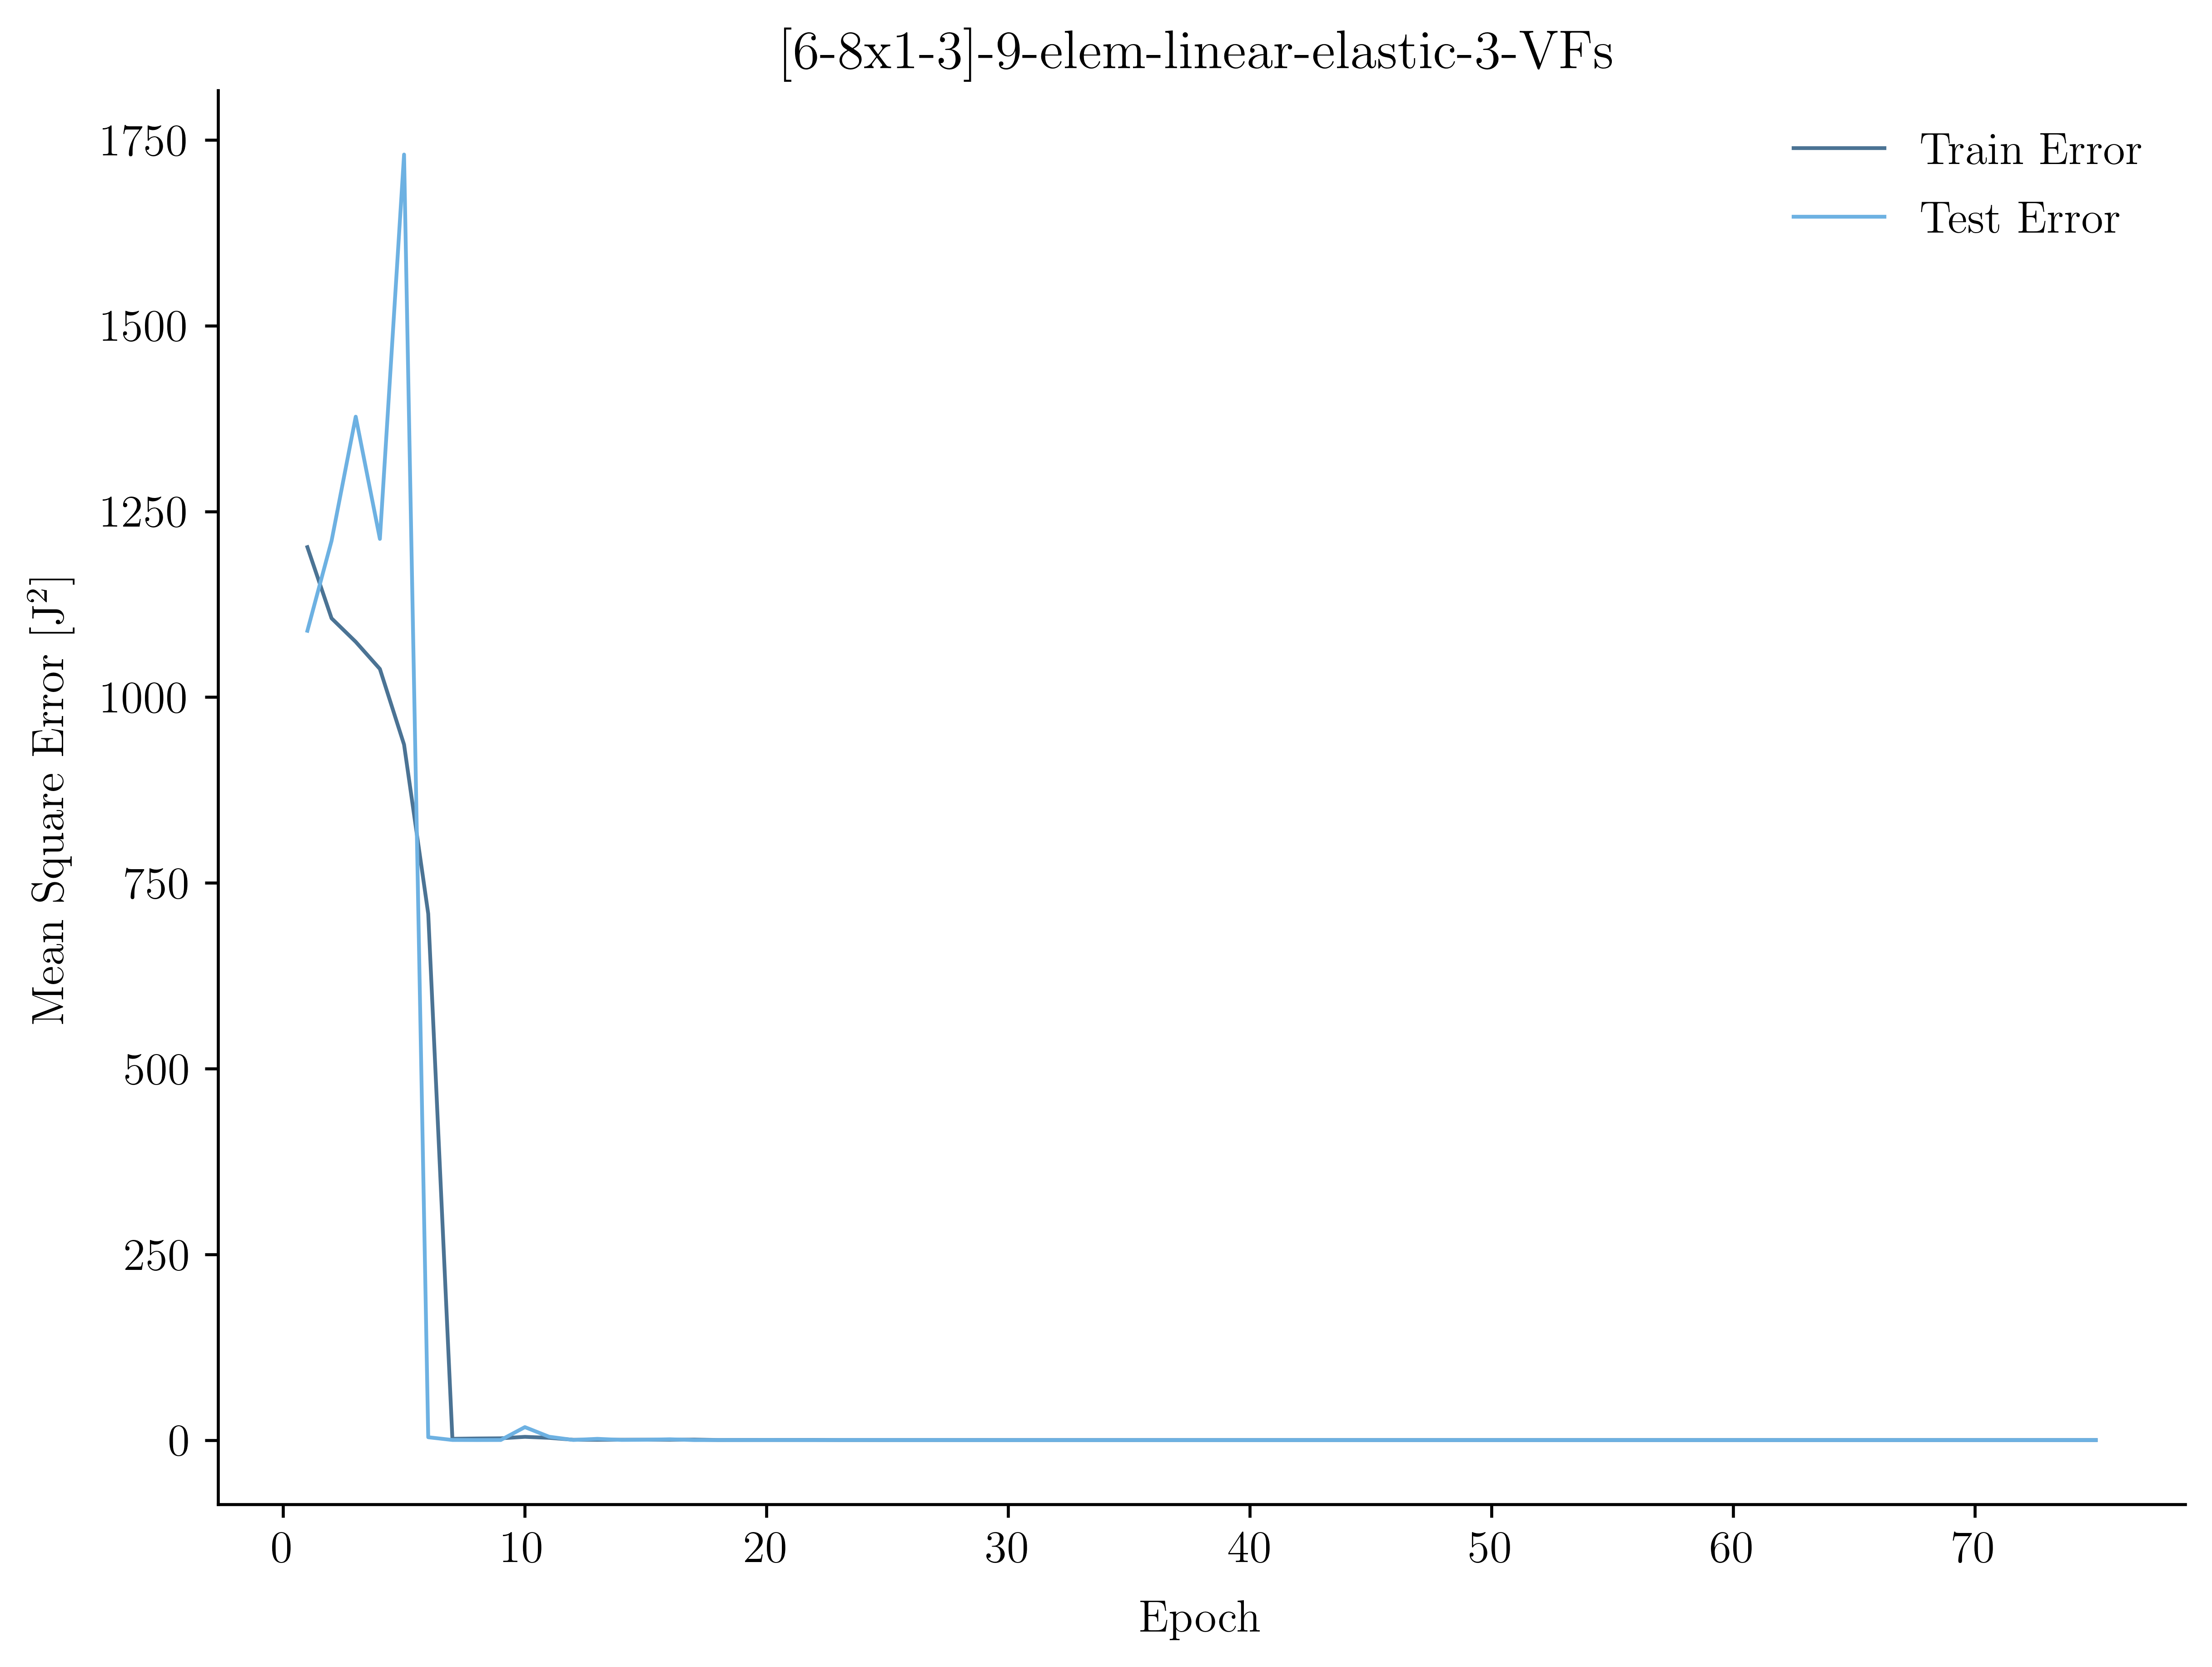 [6-8x1-3]-9-elem-linear-elastic-3-VFs
Train Error
Test Error
1750
1500
1250
1000
750
500
250
0
Mean Square Error [J²]
0 10 20 30 40 50 60 70
Epoch